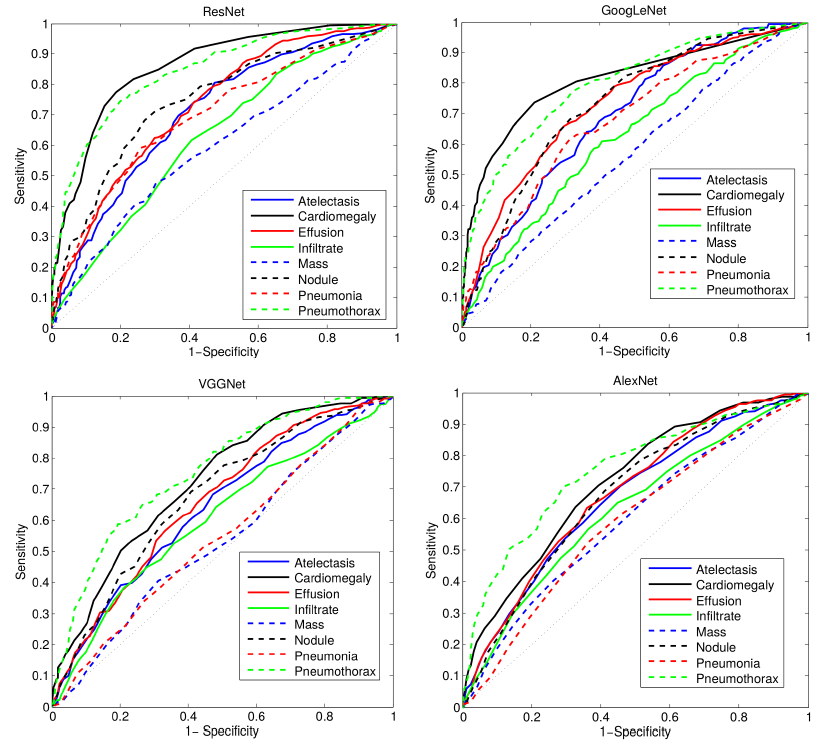 ResNet
1
0.9
0.8
0.7
0.6
0.5
0.4
0.3
0.2
0.1
0
Sensitivity
0
0.2
0.4
0.6
0.8
1
1-Specificity
Atelectasis
Cardiomegaly
Effusion
Infiltrate
Mass
Nodule
Pneumonia
Pneumothorax
GoogLeNet
1
0.9
0.8
0.7
0.6
0.5
0.4
0.3
0.2
0.1
0
Sensitivity
0
0.2
0.4
0.6
0.8
1
1-Specificity
Atelectasis
Cardiomegaly
Effusion
Infiltrate
Mass
Nodule
Pneumonia
Pneumothorax
VGGNet
1
0.9
0.8
0.7
0.6
0.5
0.4
0.3
0.2
0.1
0
Sensitivity
0
0.2
0.4
0.6
0.8
1
1- Specificity
Atelectasis
Cardiomegaly
Effusion
Infiltrate
Mass
Nodule
Pneumonia
Pneumothorax
AlexNet
1
0.9
0.8
0.7
0.6
0.5
0.4
0.3
0.2
0.1
0
Sensitivity
0
0.2
0.4
0.6
0.8
1
1-Specificity
Atelectasis
Cardiomegaly
Effusion
Infiltrate
Mass
Nodule
Pneumonia
Pneumothorax